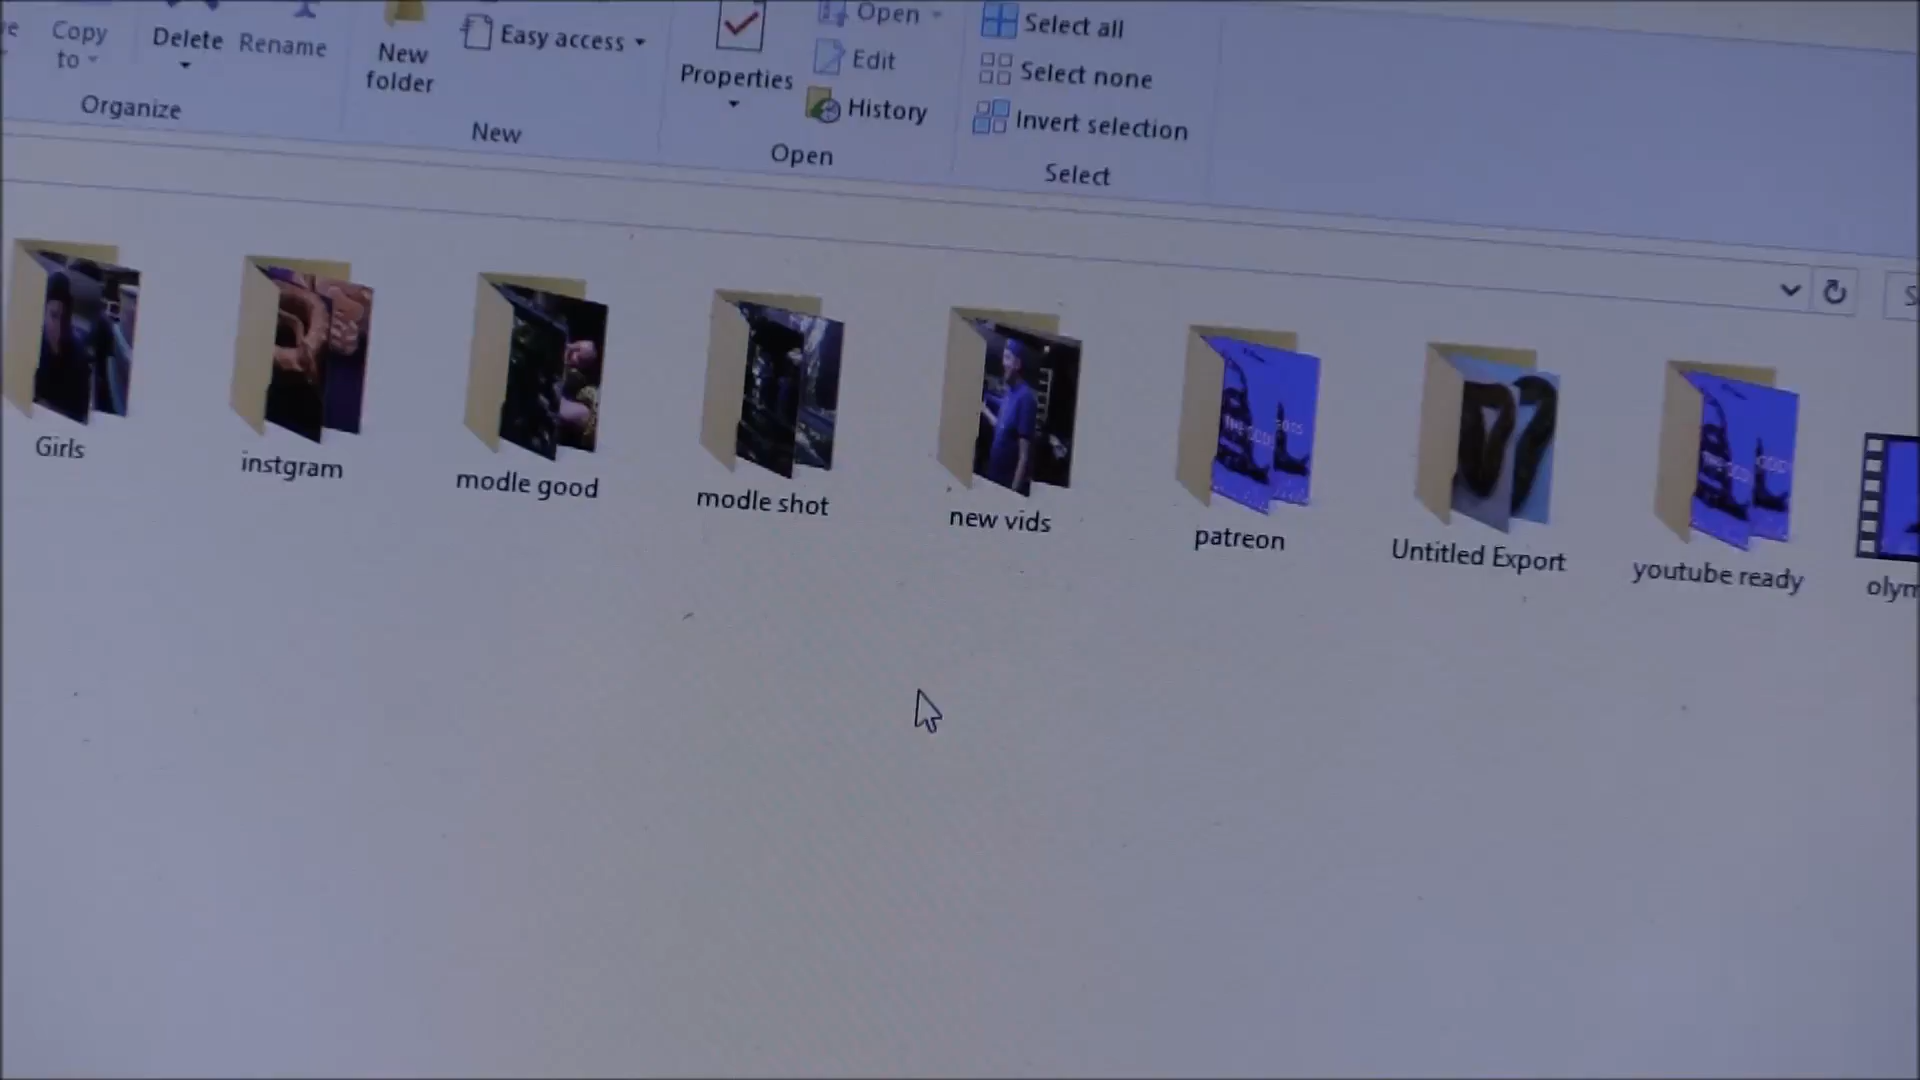 Copy
to
Delete
Rename
Organize
New
folder
Easy access
New
Properties
Open
Edit
History
Open
Select all
Select none
Invert selection
Select
Girls
instgram
modle good
modle shot
new vids
patreon
Untitled Export
youtube ready